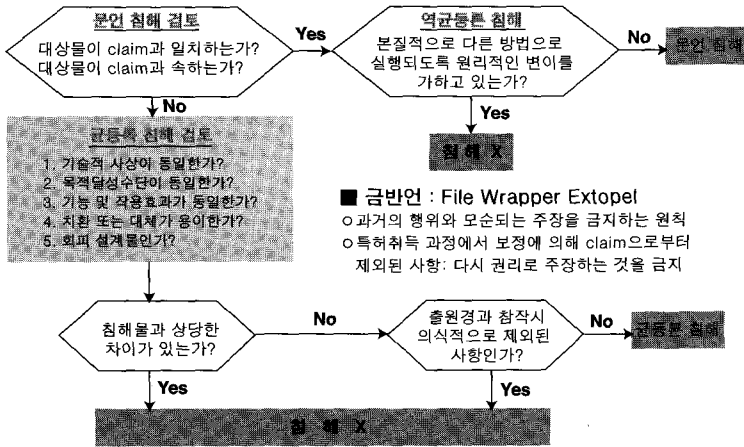 문언 침해 검토
대상물이 claim과 일치하는가?
대상물이 claim과 속하는가?
Yes
역균등론 침해
본질적으로 다른 방법으로
실행되도록 원리적인 변이를
가하고 있는가?
No
문언 침해
No
Yes
침 해 X
균등록 침해 검토
1. 기술적 사상이 동일한가?
2. 목적달성수단이 동일한가?
3. 기능 및 작용효과가 동일한가?
4. 치환 또는 대체가 용이한가?
5. 회피 설계물인가?
■ 금반언 : File Wrapper Extopel
○ 과거의 행위와 모순되는 주장을 금지하는 원칙
○ 특허취득 과정에서 보정에 의해 claim으로부터
제외된 사항: 다시 권리로 주장하는 것을 금지
침해물과 상당한
차이가 있는가?
No
출원경과 참작시
의식적으로 제외된
사항인가?
No
균등론 침해
Yes
Yes
침 해 X